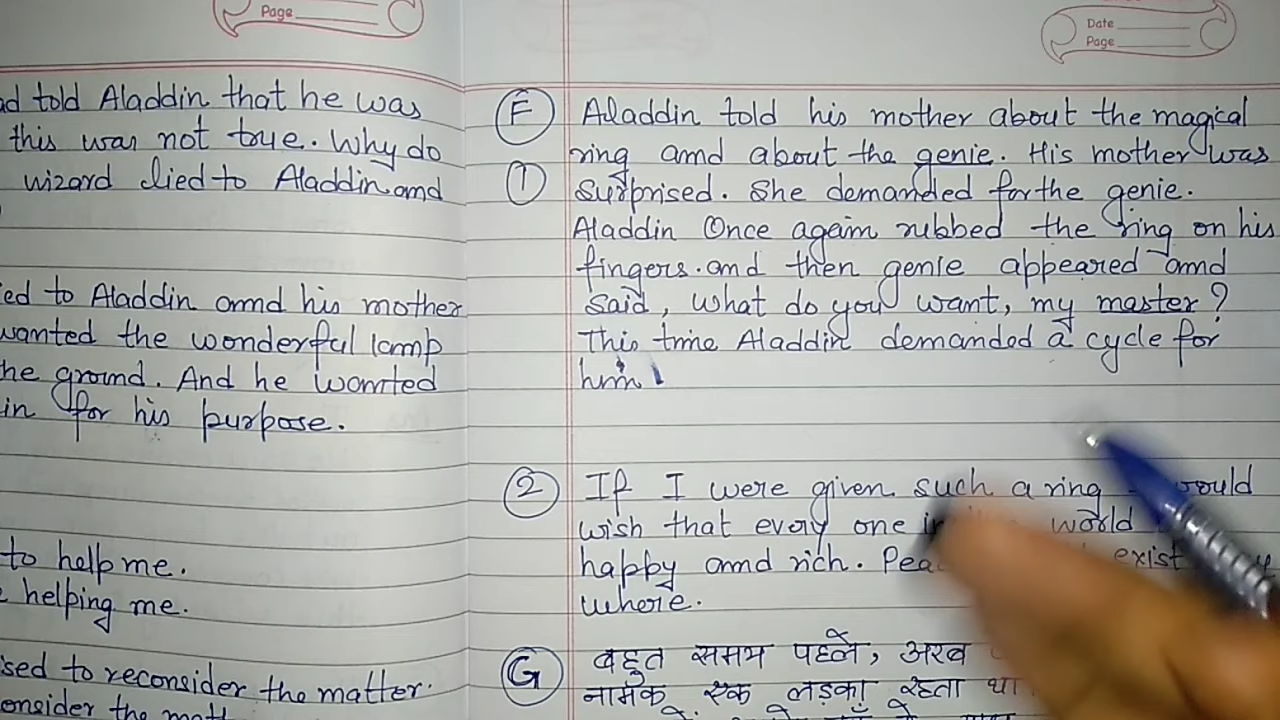 Page
ad told Aladdin that he was
this was not true. Why do
wizard lied to Aladdin and
ed to Aladdin and his mother
wanted the wonderful lamp
he ground. And he wanted
in for his purpose.
to help me.
helping me.
sed to reconsider the matter.
onsider the
Date
Page
F Aladdin told his mother about the magical
ring and about the genie. His mother was
1 surprised. She demanded for the genie.
Aladdin Once again rubbed the ring on his
fingers. and then genie appeared and
said, what do you want, my master?
This time Aladdin demanded a cycle for
him
2 If I were given such a ring would
wish that every one world
happy and rich. exist
where.
G बहुत समय पहले, अरब
नामक एक लड़का रहता था